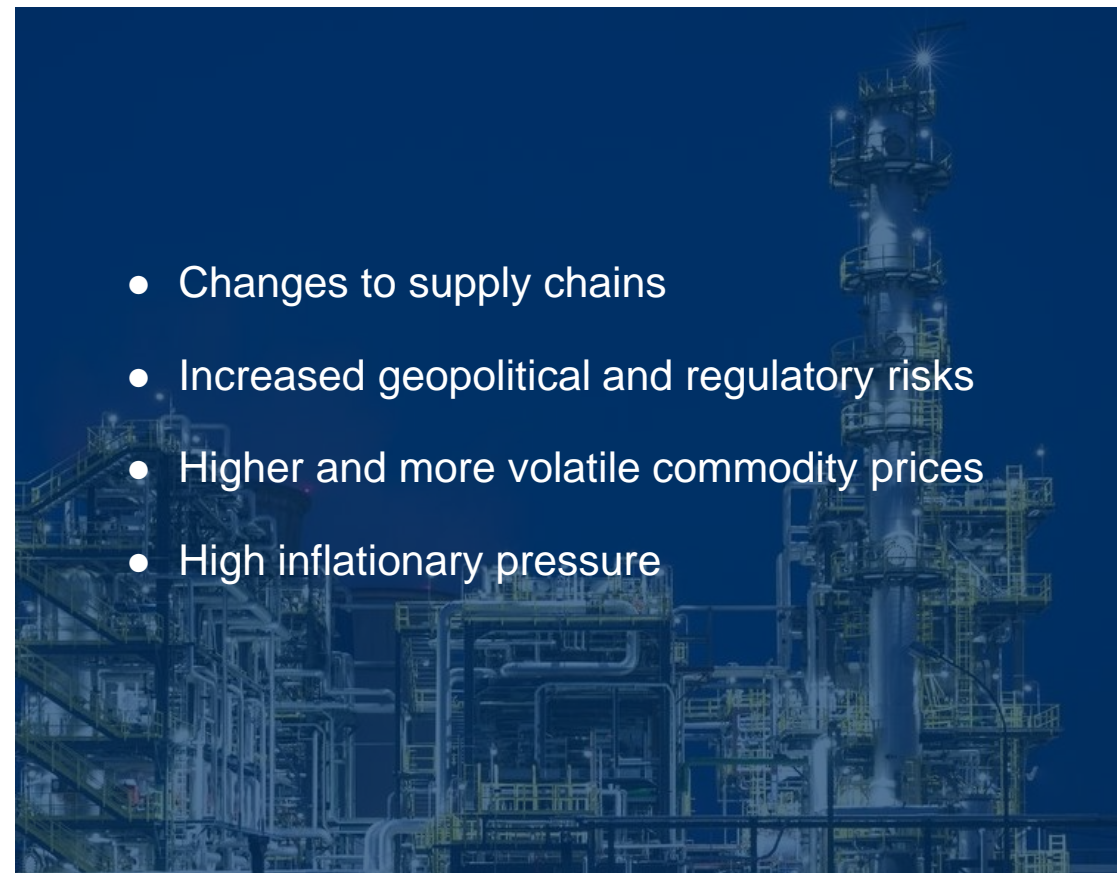 ● Changes to supply chains
● Increased geopolitical and regulatory risks
● Higher and more volatile commodity prices
● High inflationary pressure